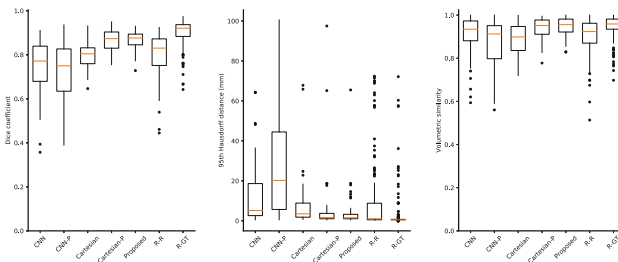 Dice coefficient
1.0
0.8
0.6
0.4
0.2
0.0
CNN
CNN-P
Cartesian
Cartesian-P
Proposed
R-R
R-GT
95th Hausdorff distance (mm)
100
80
60
40
20
0
CNN
CNN-P
Cartesian
Cartesian-P
Proposed
R-R
R-GT
Volumetric similarity
1.0
0.8
0.6
0.4
0.2
0.0
CNN
CNN-P
Cartesian
Cartesian-P
Proposed
R-R
R-GT